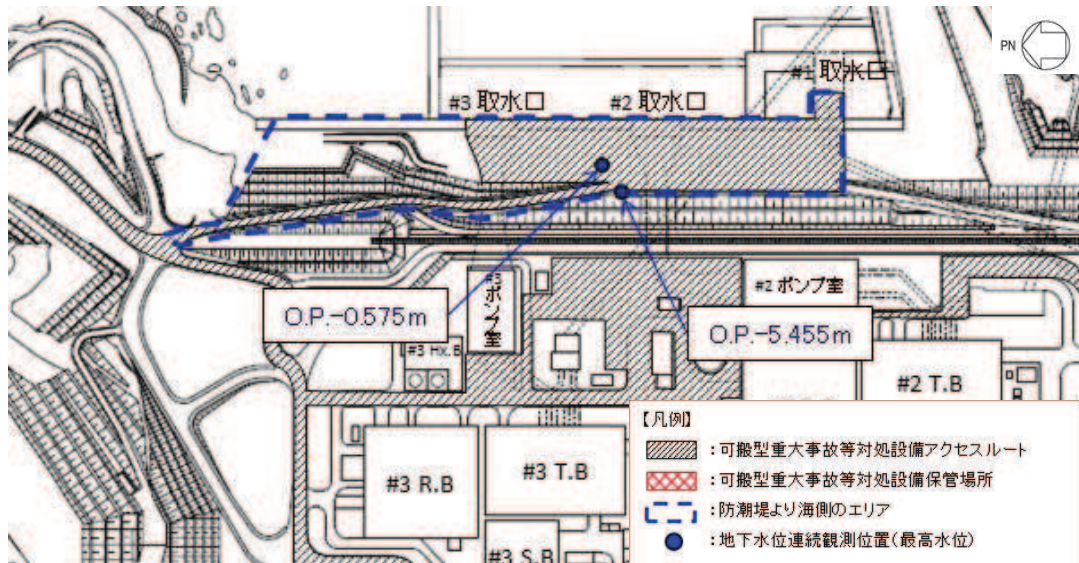 PN
#1 取水口
#3 取水口
#2 取水口
#3ポンプ室
#2 ポンプ室
O.P.-0.575m
O.P-5.455m
#3 Hx.B
#2 T.B
#3 R.B
#3 T.B
#3 S.B
【凡例】
:可搬型重大事故等対処設備アクセスルート
:可搬型重大事故等対処設備保管場所
:防潮堤より海側のエリア
:地下水位連続観測位置(最高水位)